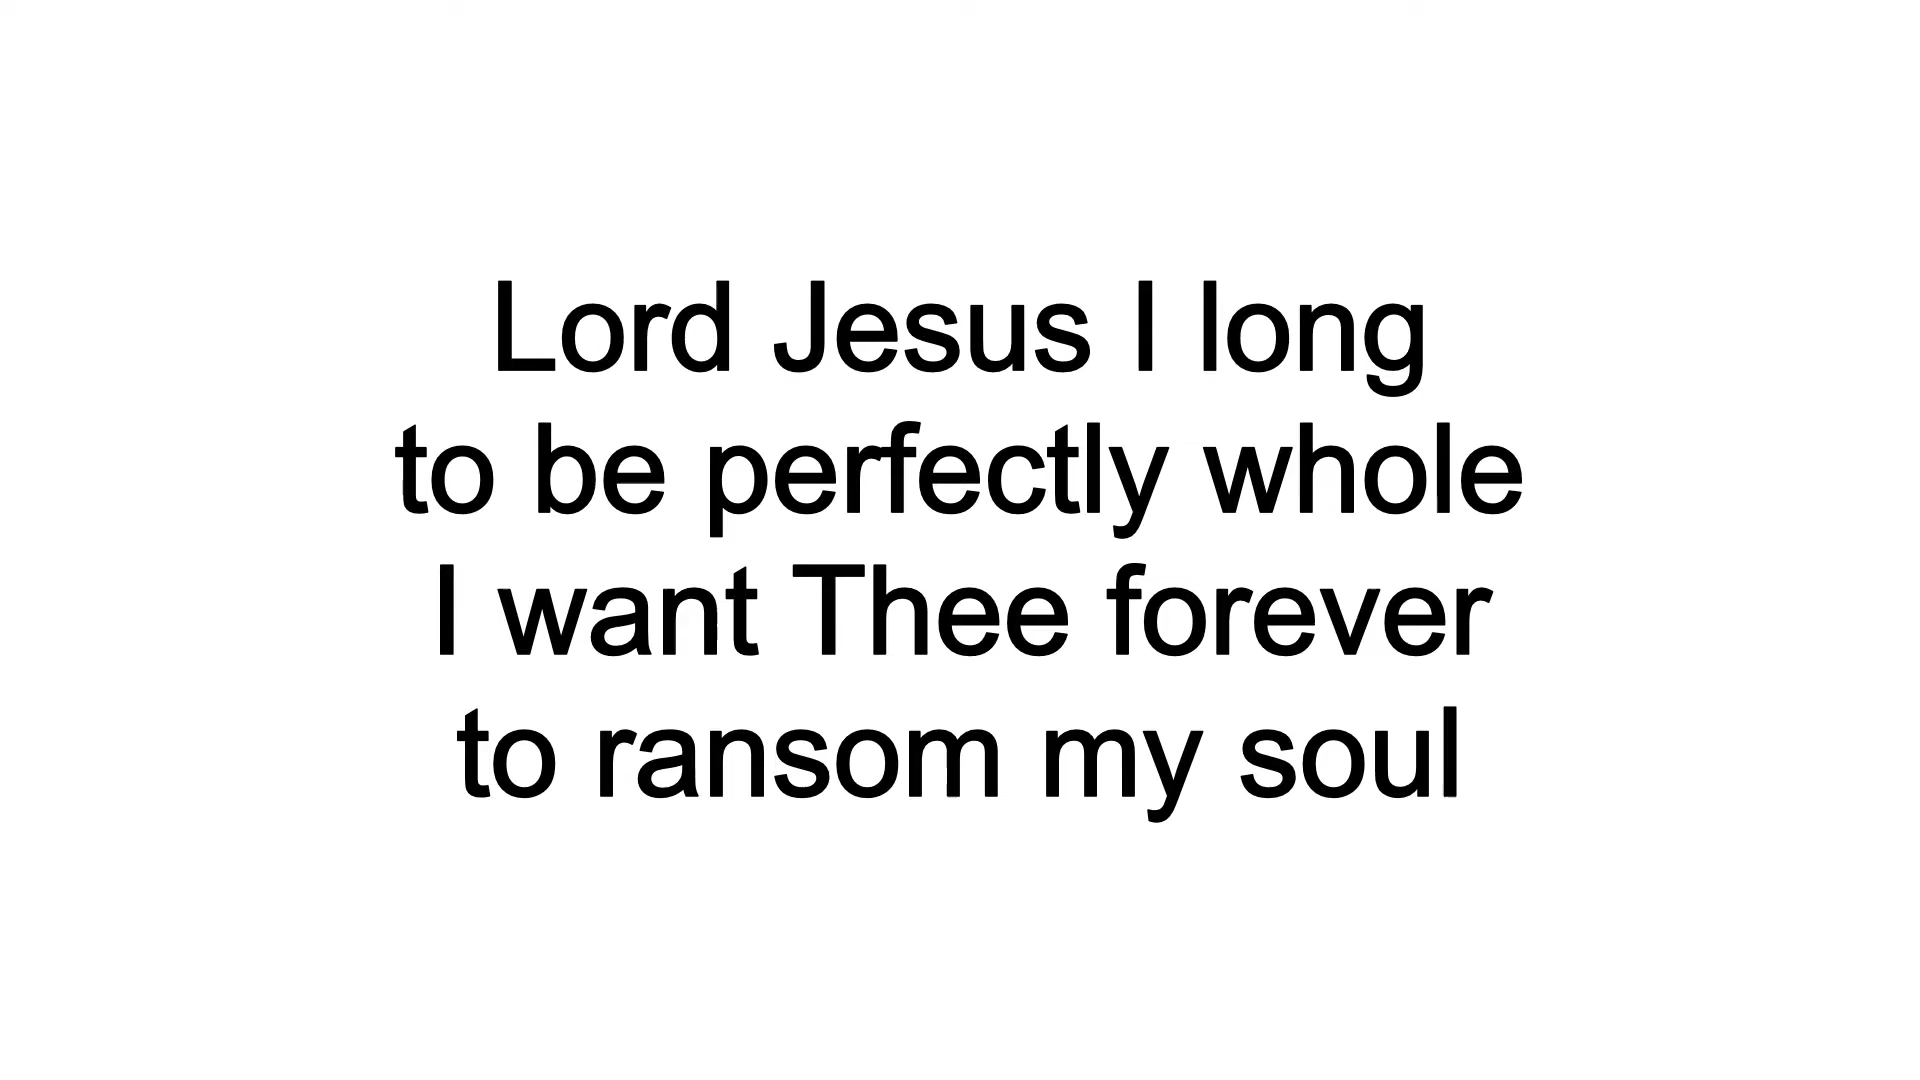 Lord Jesus I long
to be perfectly whole
I want Thee forever
to ransom my soul